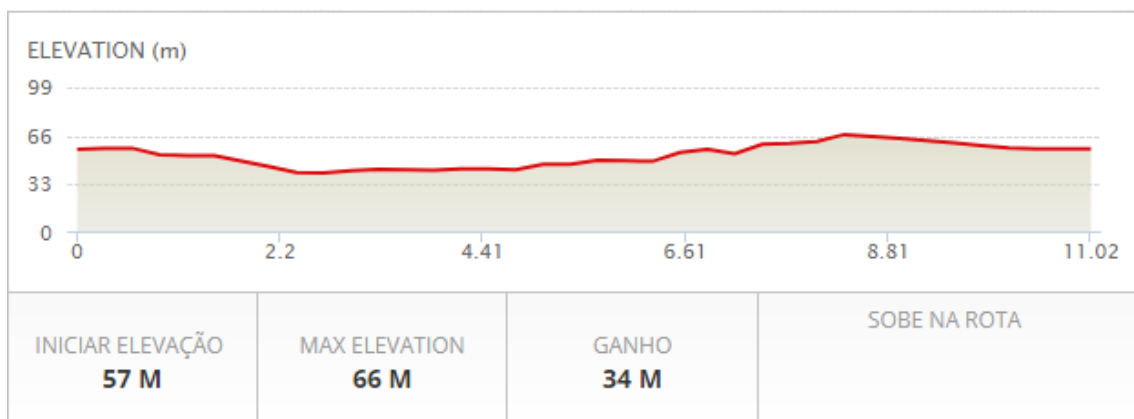 ELEVATION (m)
99
66
33
0
0 2.2 4.41 6.61 8.81 11.02
INICIAR ELEVAÇÃO
57 M
MAX ELEVATION
66 M
GANHO
34 M
SOBE NA ROTA